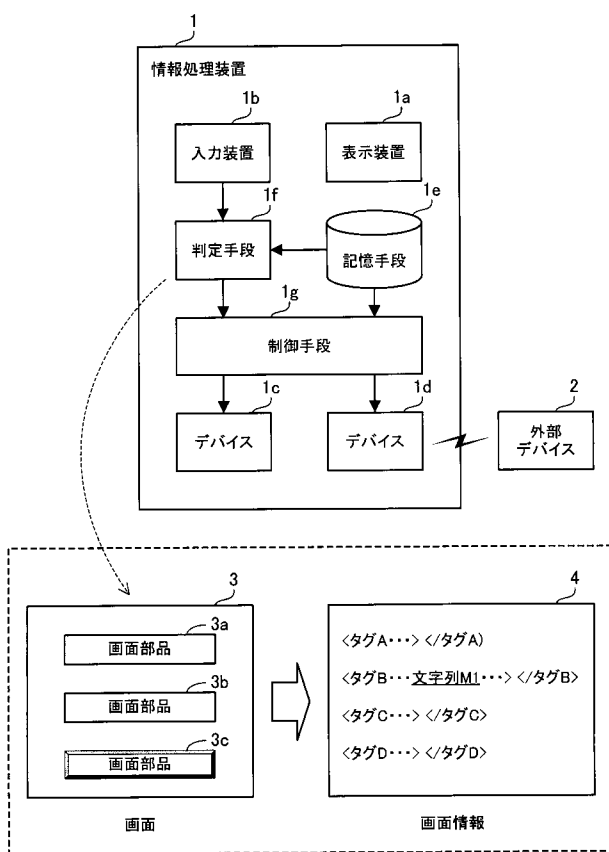 1
情報処理装置
1b
1a
入力装置
表示装置
1f
1e
判定手段
記憶手段
1g
制御手段
1c
1d
2
デバイス
デバイス
外部
デバイス
3
4
3a
画面部品
3b
画面部品
3c
画面部品
<タグA・・・> </タグA)
<タグB・・・文字列M1・・・> </タグB>
<タグC・・・> </タグC>
<タグD・・・> </タグD>
画面
画面情報